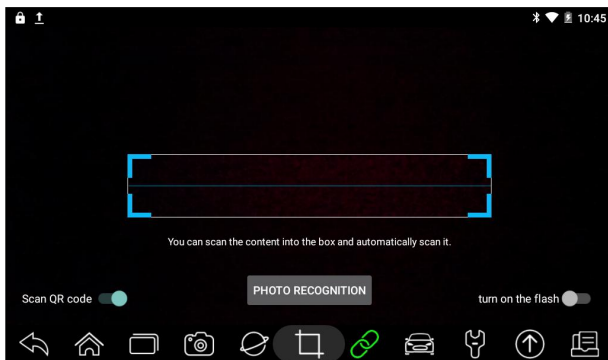 10:45
You can scan the content into the box and automatically scan it.
PHOTO RECOGNITION
Scan QR code
turn on the flash